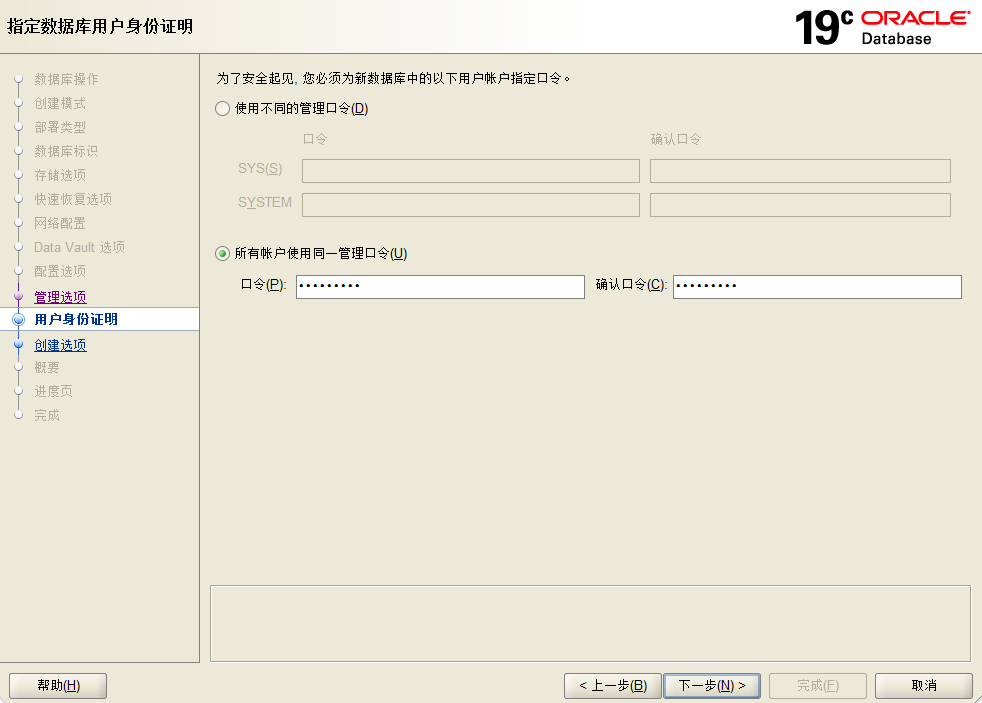 指定数据库用户身份证明
19c ORACLE
Database
数据库操作
创建模式
部署类型
数据库标识
存储选项
快速恢复选项
网络配置
Data Vault 选项
配置选项
管理选项
用户身份证明
创建选项
概要
进度页
完成
为了安全起见, 您必须为新数据库中的以下用户帐户指定口令。
使用不同的管理口令(D)
口令 确认口令
SYS(S)
SYSTEM
所有帐户使用同一管理口令(U)
口令(P): ••••••••• 确认口令(C): •••••••••
帮助(H) < 上一步(B) 下一步(N) > 完成(F) 取消